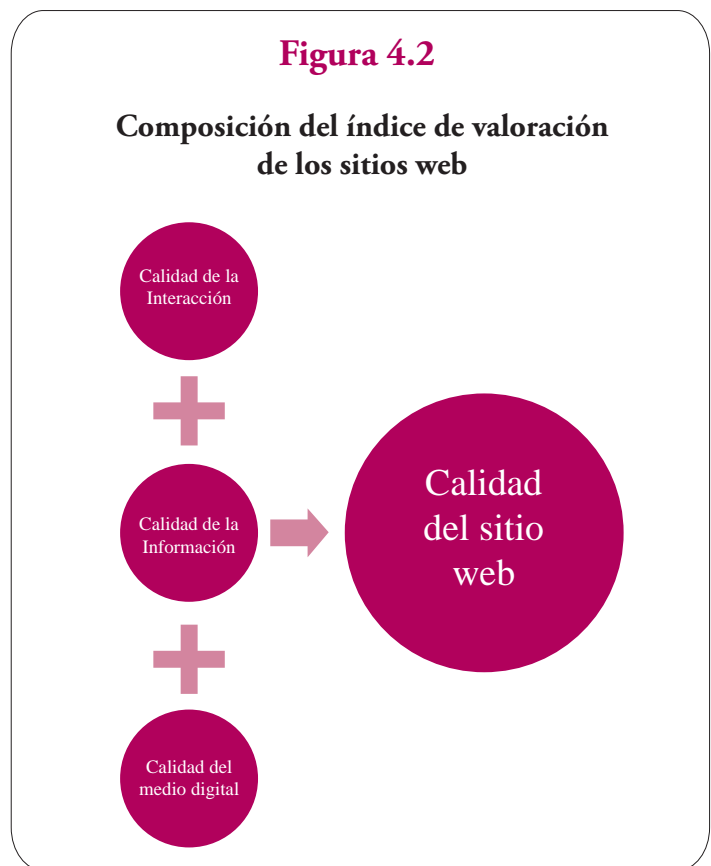 Figura 4.2
Composición del índice de valoración
de los sitios web
Calidad de la
Interacción
Calidad de la
Información
Calidad del
medio digital
Calidad
del sitio
web